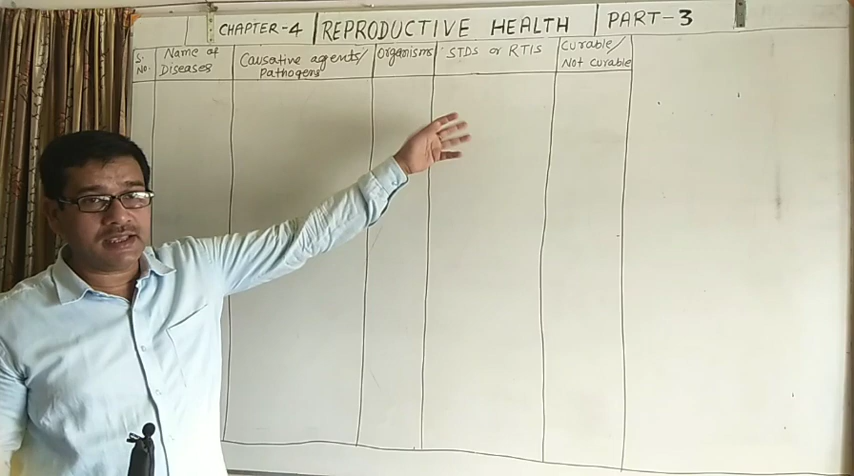 CHAPTER-4 | REPRODUCTIVE HEALTH | PART-3
S. No.
Name of Diseases
Causative agents/ Pathogens
Organisms
STDS or RTIS
Curable/ Not curable